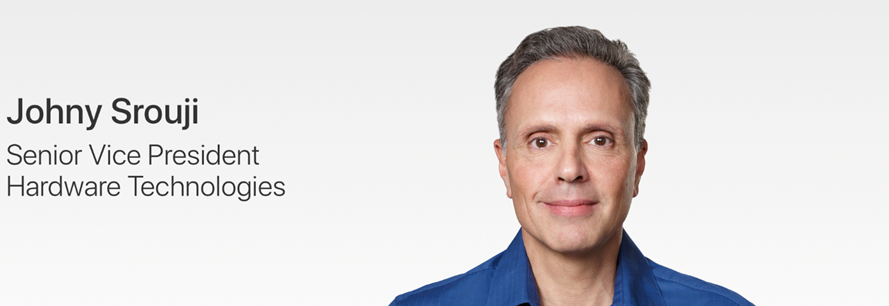 Johny Srouji
Senior Vice President
Hardware Technologies